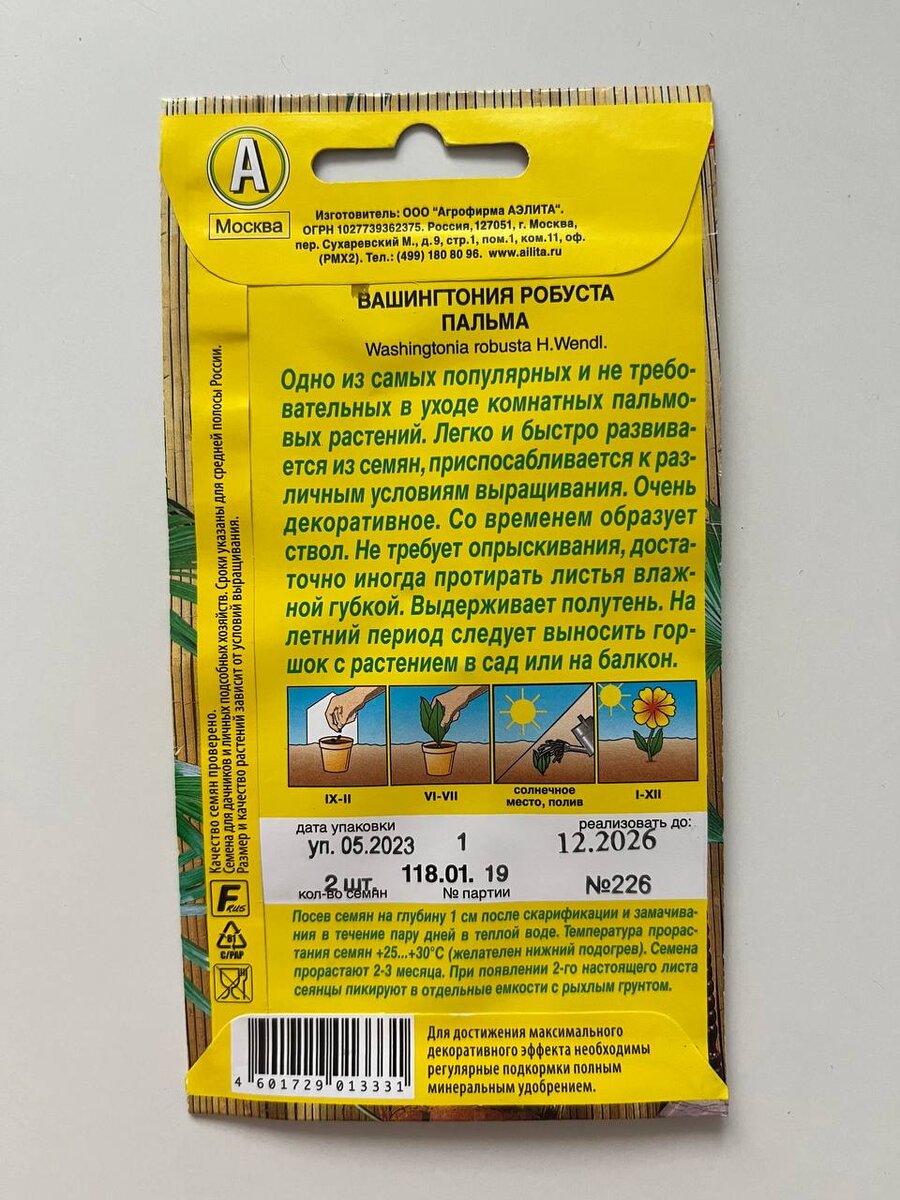 А
Москва
Изготовитель: ООО "Агрофирма АЭЛИТА".
ОГРН 1027739362375. Россия,127051, г. Москва,
пер. Сухаревский М., д.9, стр.1, пом.1, ком.11, оф.
(РМХ2). Тел.: (499) 180 80 96. www.ailita.ru
ВАШИНГТОНИЯ РОБУСТА
ПАЛЬМА
Washingtonia robusta H.Wendl.
Одно из самых популярных и не требо-
вательных в уходе комнатных пальмо-
вых растений. Легко и быстро развива-
ется из семян, приспосабливается к раз-
личным условиям выращивания. Очень
декоративное. Со временем образует
ствол. Не требует опрыскивания, доста-
точно иногда протирать листья влаж-
ной губкой. Выдерживает полутень. На
летний период следует выносить гор-
шок с растением в сад или на балкон.
Качество семян проверено.
Семена для дачников и личных подсобных хозяйств. Сроки указаны для средней полосы России.
Размер и качество растений зависит от условий выращивания.
IX-II
VI-VII
солнечное
место, полив
I-XII
дата упаковки
реализовать до:
уп. 05.2023 1 12.2026
2 шт. 118.01. 19 №226
кол-во семян № партии
F RUS
81
C/PAP
Посев семян на глубину 1 см после скарификации и замачива-
ния в течение пару дней в теплой воде. Температура прорас-
тания семян +25...+30°С (желателен нижний подогрев). Семена
прорастают 2-3 месяца. При появлении 2-го настоящего листа
сеянцы пикируют в отдельные емкости с рыхлым грунтом.
4 601729 013331
Для достижения максимального
декоративного эффекта необходимы
регулярные подкормки полным
минеральным удобрением.